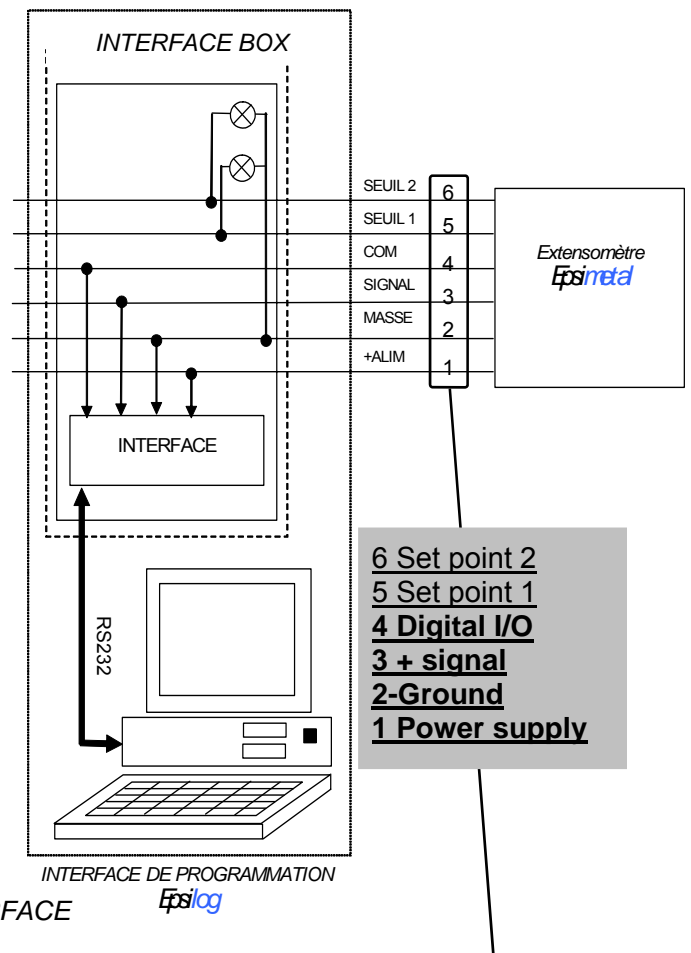 INTERFACE BOX
SEUIL 2
6
SEUIL 1
5
COM
4
SIGNAL
3
MASSE
2
+ALIM
1
Extensomètre
Epsimetal
INTERFACE
RS232
6 Set point 2
5 Set point 1
4 Digital I/O
3 + signal
2-Ground
1 Power supply
INTERFACE DE PROGRAMMATION
Epsilog
RFACE